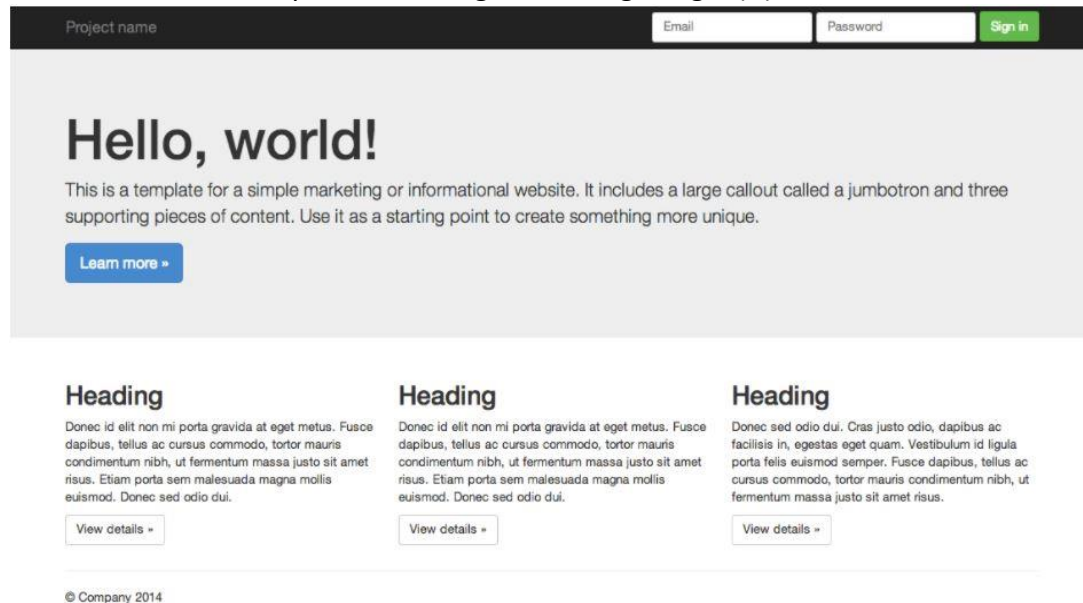 Project name
Email
Password
Sign in
Hello, world!
This is a template for a simple marketing or informational website. It includes a large callout called a jumbotron and three
supporting pieces of content. Use it as a starting point to create something more unique.
Learn more »
Heading
Donec id elit non mi porta gravida at eget metus. Fusce
dapibus, tellus ac cursus commodo, tortor mauris
condimentum nibh, ut fermentum massa justo sit amet
risus. Etiam porta sem malesuada magna mollis
euismod. Donec sed odio dui.
View details »
Heading
Donec id elit non mi porta gravida at eget metus. Fusce
dapibus, tellus ac cursus commodo, tortor mauris
condimentum nibh, ut fermentum massa justo sit amet
risus. Etiam porta sem malesuada magna mollis
euismod. Donec sed odio dui.
View details »
Heading
Donec sed odio dui. Cras justo odio, dapibus ac
facilisis in, egestas eget quam. Vestibulum id ligula
porta felis euismod semper. Fusce dapibus, tellus ac
cursus commodo, tortor mauris condimentum nibh, ut
fermentum massa justo sit amet risus.
View details »
© Company 2014